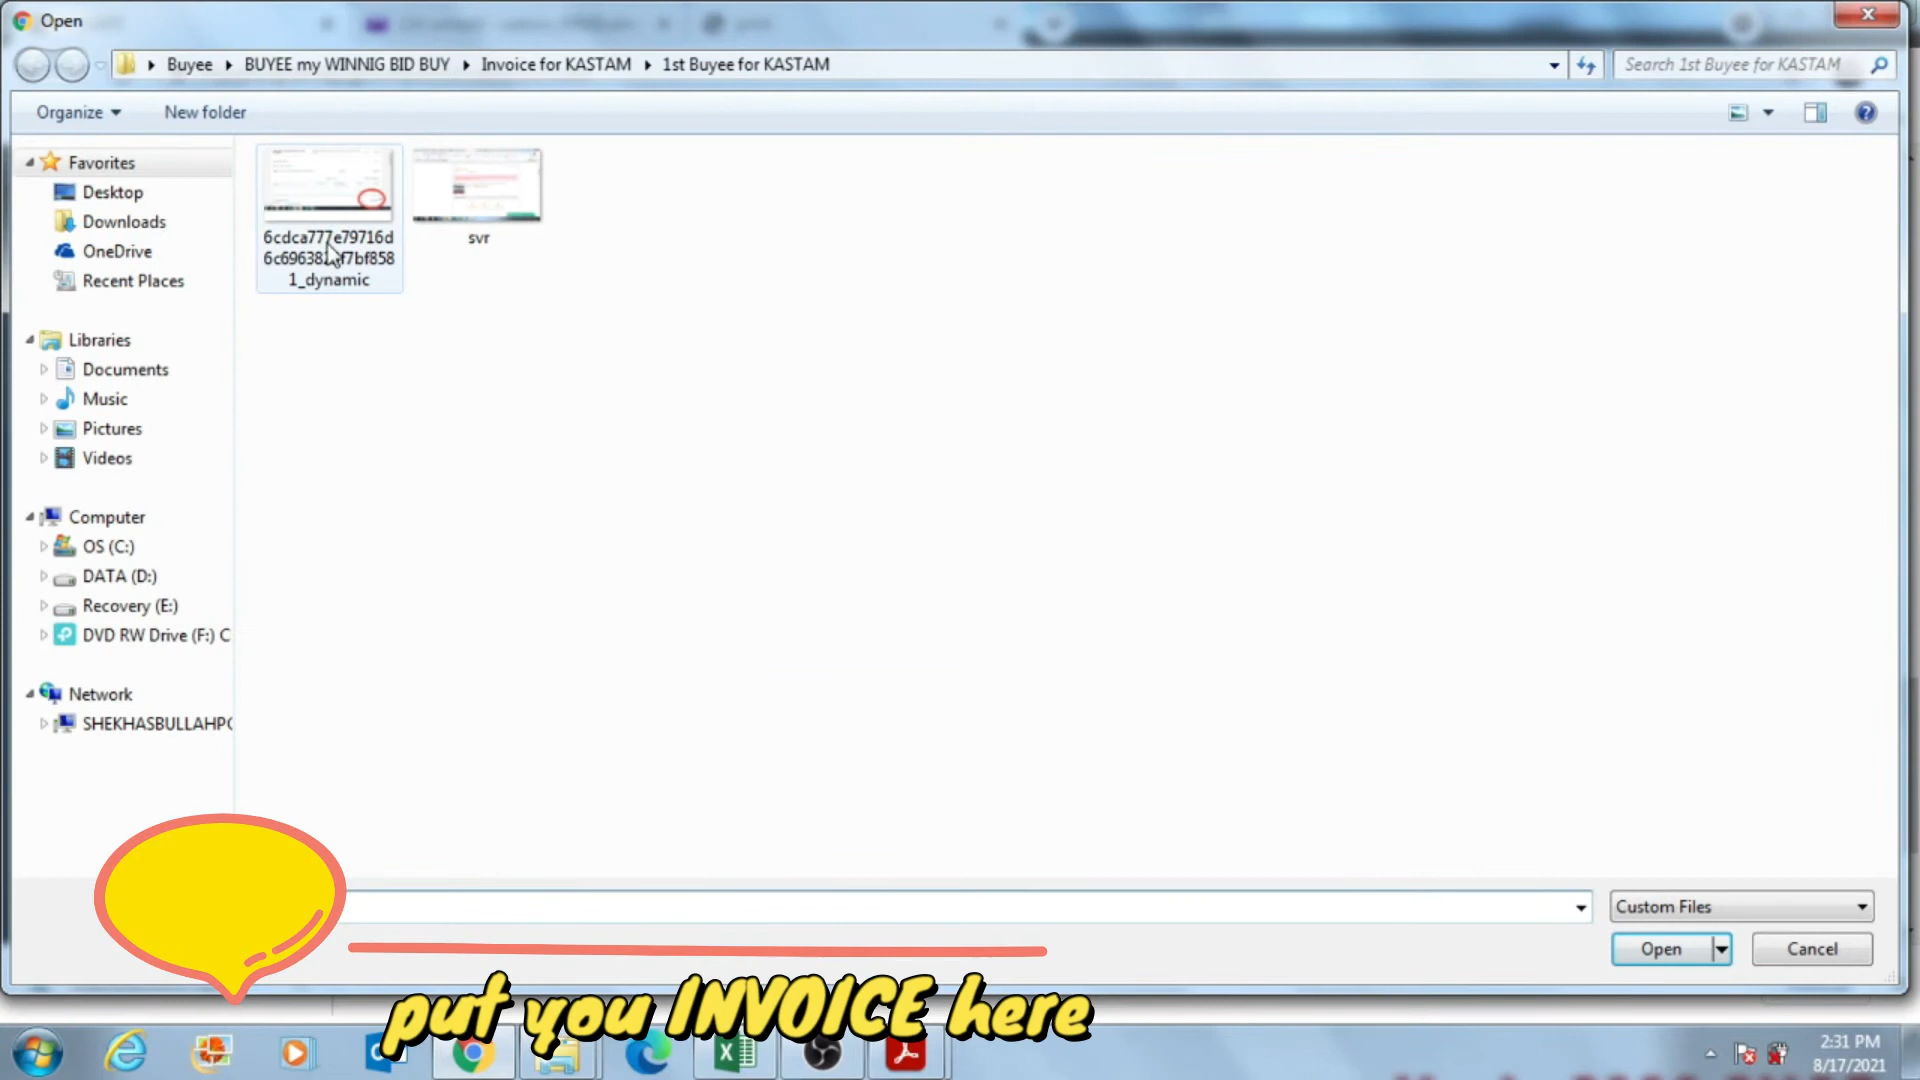 Open
Buyee
BUYEE my WINNIG BID BUY
Invoice for KASTAM
1st Buyee for KASTAM
Search 1st Buyee for KASTAM
Organize
New folder
Favorites
Desktop
Downloads
OneDrive
Recent Places
Libraries
Documents
Music
Pictures
Videos
Computer
OS (C:)
DATA (D:)
Recovery (E:)
DVD RW Drive (F:) C
Network
SHEKHASBULLAHPC
6cdca777e79716d
1_dynamic
svr
Custom Files
Open
Cancel
put you INVOICE here
2:31 PM
8/17/2021